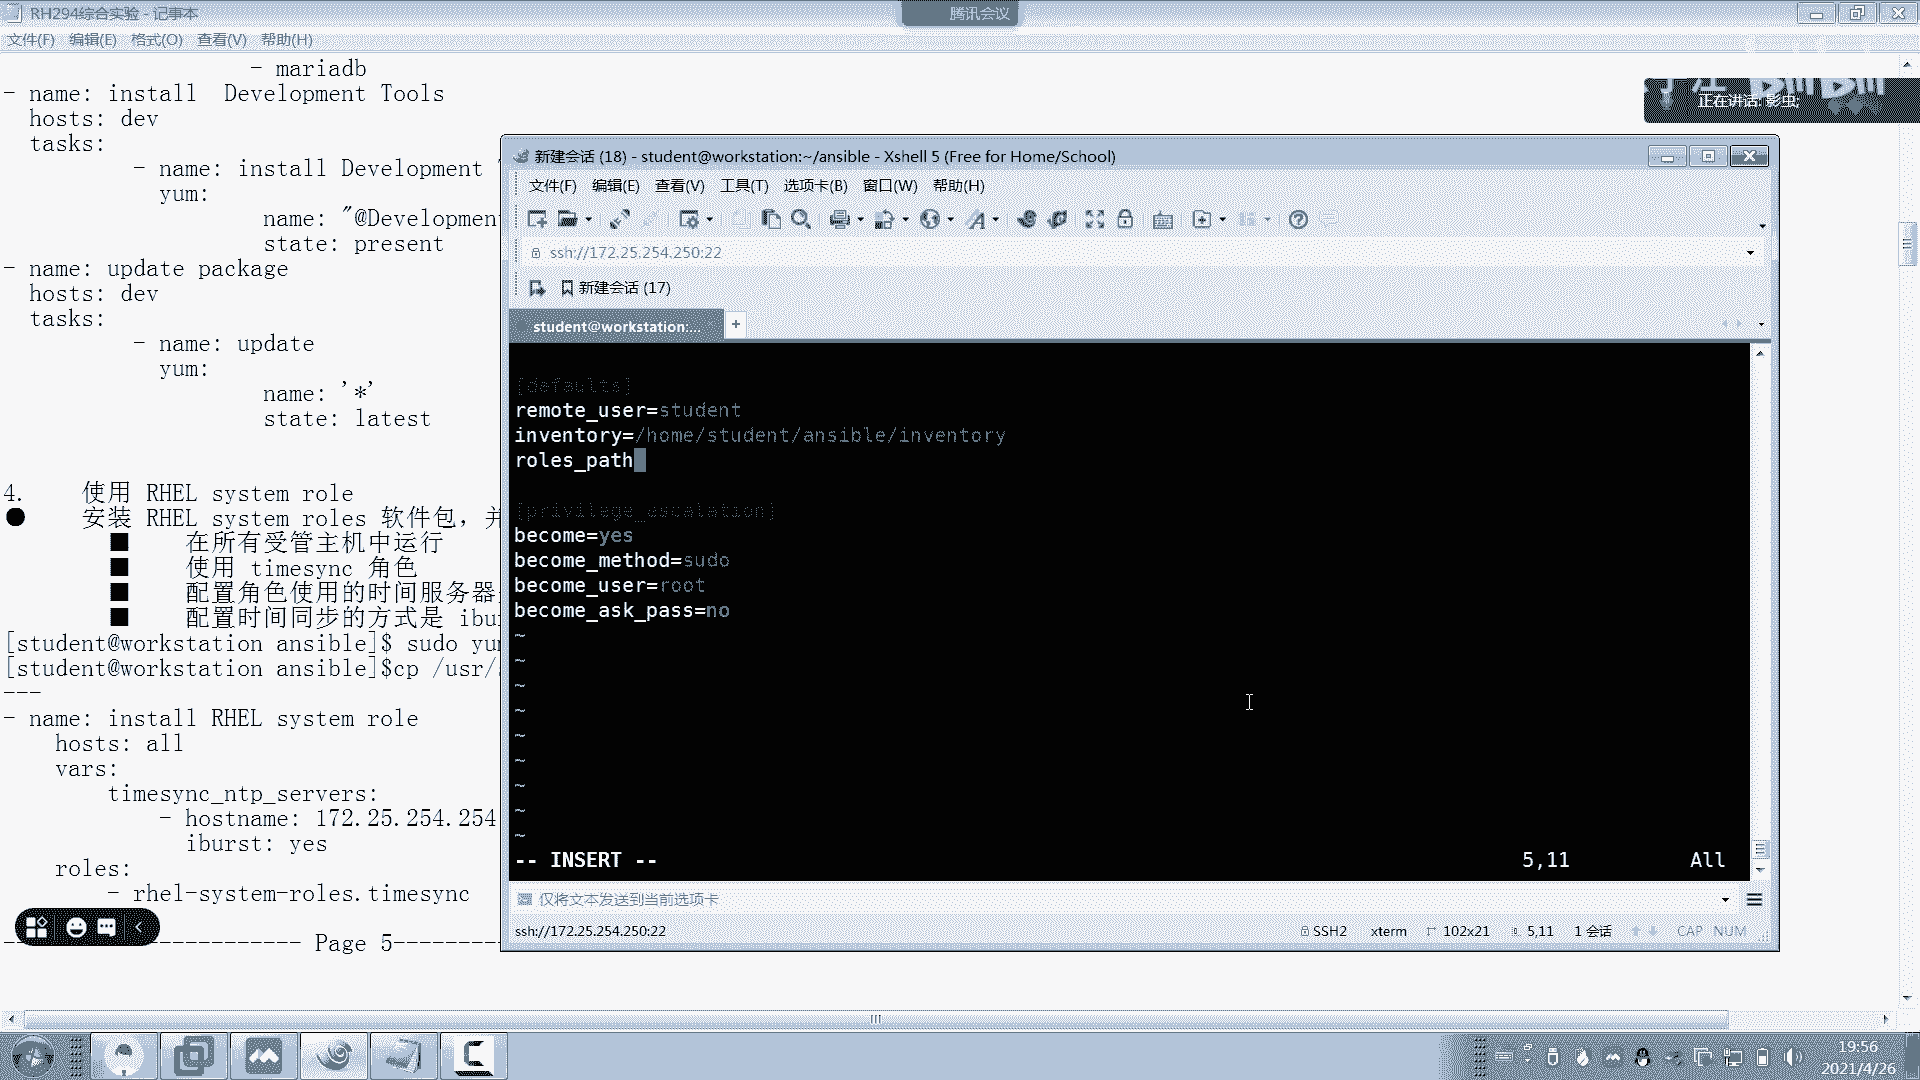 RH294综合实验 - 记事本
腾讯会议
文件(F) 编辑(E) 格式(O) 查看(V) 帮助(H)
- mariadb
- name: install  Development Tools
hosts: dev
tasks:
- name: install Development
yum:
name: "@Development
state: present
- name: update package
hosts: dev
tasks:
- name: update
yum:
name: '*'
state: latest
4. 使用 RHEL system role
● 安装 RHEL system roles 软件包，并
■ 在所有受管主机中运行
■ 使用 timesync 角色
■ 配置角色使用的时间服务器
■ 配置时间同步的方式是 ibu
[student@workstation ansible]$ sudo yu
[student@workstation ansible]$cp /usr/
---
- name: install RHEL system role
hosts: all
vars:
timesync_ntp_servers:
- hostname: 172.25.254.254
iburst: yes
roles:
- rhel-system-roles.timesync
Page 5
正在讲话: 影虫;
新建会话 (18) - student@workstation:~/ansible - Xshell 5 (Free for Home/School)
文件(F) 编辑(E) 查看(V) 工具(T) 选项卡(B) 窗口(W) 帮助(H)
ssh://172.25.254.250:22
新建会话 (17)
student@workstation:...
[defaults]
remote_user=student
inventory=/home/student/ansible/inventory
roles_path
[privilege_escalation]
become=yes
become_method=sudo
become_user=root
become_ask_pass=no
~
~
~
~
~
~
~
~
~
-- INSERT -- 5,11 All
仅将文本发送到当前选项卡
ssh://172.25.254.250:22 SSH2 xterm 102x21 5,11 1 会话 CAP NUM
19:56
2021/4/26